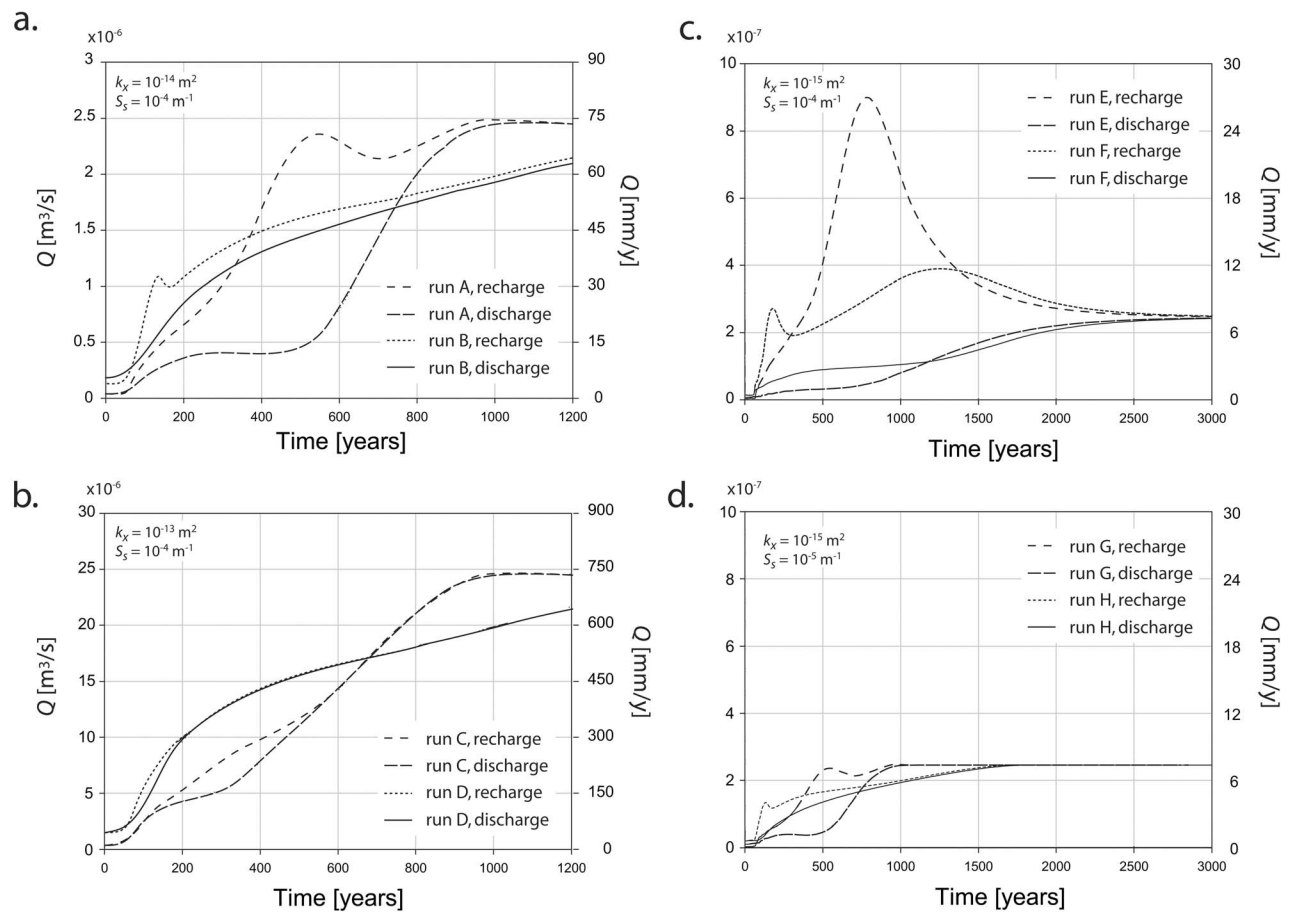 a.
x10⁻⁶
3
2.5
2
1.5
1
0.5
0
Q [m³/s]
kₓ = 10⁻¹⁴ m²
Sₛ = 10⁻⁴ m⁻¹
run A, recharge
run A, discharge
run B, recharge
run B, discharge
90
75
60
45
30
15
0
Q [mm/y]
0 200 400 600 800 1000 1200
Time [years]
b.
x10⁻⁶
30
25
20
15
10
5
0
Q [m³/s]
kₓ = 10⁻¹³ m²
Sₛ = 10⁻⁴ m⁻¹
run C, recharge
run C, discharge
run D, recharge
run D, discharge
900
750
600
450
300
150
0
Q [mm/y]
0 200 400 600 800 1000 1200
Time [years]
c.
x10⁻⁷
10
8
6
4
2
0
kₓ = 10⁻¹⁵ m²
Sₛ = 10⁻⁴ m⁻¹
run E, recharge
run E, discharge
run F, recharge
run F, discharge
30
24
18
12
6
0
Q [mm/y]
0 500 1000 1500 2000 2500 3000
Time [years]
d.
x10⁻⁷
10
8
6
4
2
0
kₓ = 10⁻¹⁵ m²
Sₛ = 10⁻⁵ m⁻¹
run G, recharge
run G, discharge
run H, recharge
run H, discharge
30
24
18
12
6
0
Q [mm/y]
0 500 1000 1500 2000 2500 3000
Time [years]